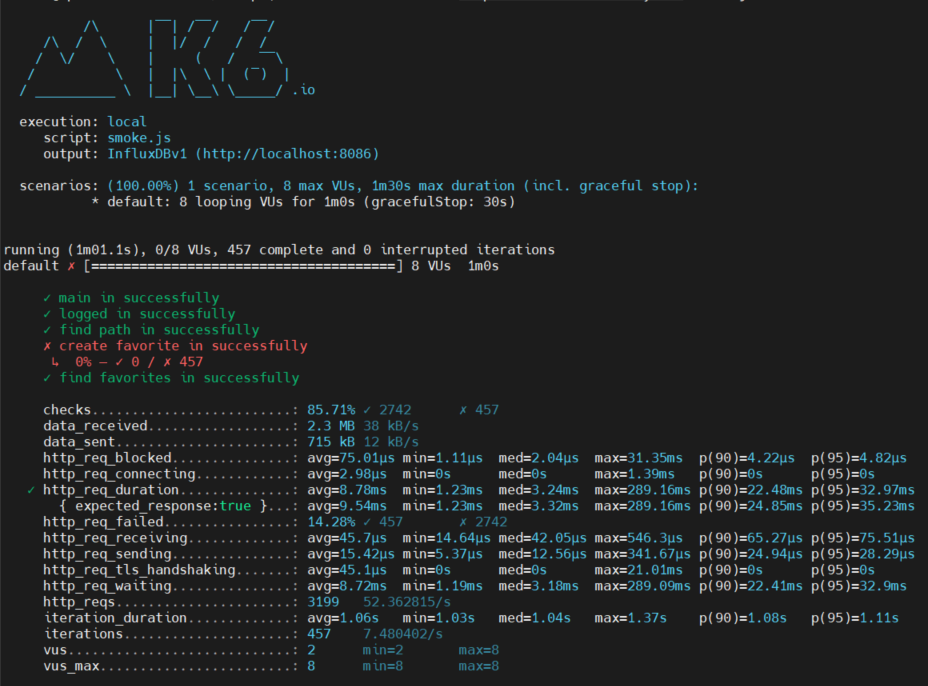 .io
execution: local
script: smoke.js
output: InfluxDBv1 (http://localhost:8086)
scenarios: (100.00%) 1 scenario, 8 max VUs, 1m30s max duration (incl. graceful stop):
* default: 8 looping VUs for 1m0s (gracefulStop: 30s)
running (1m01.1s), 0/8 VUs, 457 complete and 0 interrupted iterations
default ✗ [======================================] 8 VUs  1m0s
✓ main in successfully
✓ logged in successfully
✓ find path in successfully
✗ create favorite in successfully
↳  0% — ✓ 0 / ✗ 457
✓ find favorites in successfully
checks.........................: 85.71% ✓ 2742      ✗ 457
data_received..................: 2.3 MB 38 kB/s
data_sent......................: 715 kB 12 kB/s
http_req_blocked...............: avg=75.01µs min=1.11µs  med=2.04µs  max=31.35ms  p(90)=4.22µs  p(95)=4.82µs
http_req_connecting............: avg=2.98µs  min=0s      med=0s      max=1.39ms   p(90)=0s      p(95)=0s
✓ http_req_duration..............: avg=8.78ms  min=1.23ms  med=3.24ms  max=289.16ms p(90)=22.48ms p(95)=32.97ms
{ expected_response:true }...: avg=9.54ms  min=1.23ms  med=3.32ms  max=289.16ms p(90)=24.85ms p(95)=35.23ms
http_req_failed................: 14.28% ✓ 457       ✗ 2742
http_req_receiving.............: avg=45.7µs  min=14.64µs med=42.05µs max=546.3µs  p(90)=65.27µs p(95)=75.51µs
http_req_sending...............: avg=15.42µs min=5.37µs  med=12.56µs max=341.67µs p(90)=24.94µs p(95)=28.29µs
http_req_tls_handshaking.......: avg=45.1µs  min=0s      med=0s      max=21.01ms  p(90)=0s      p(95)=0s
http_req_waiting...............: avg=8.72ms  min=1.19ms  med=3.18ms  max=289.09ms p(90)=22.41ms p(95)=32.9ms
http_reqs......................: 3199   52.362815/s
iteration_duration.............: avg=1.06s   min=1.03s   med=1.04s   max=1.37s    p(90)=1.08s   p(95)=1.11s
iterations.....................: 457    7.480402/s
vus............................: 2      min=2       max=8
vus_max........................: 8      min=8       max=8